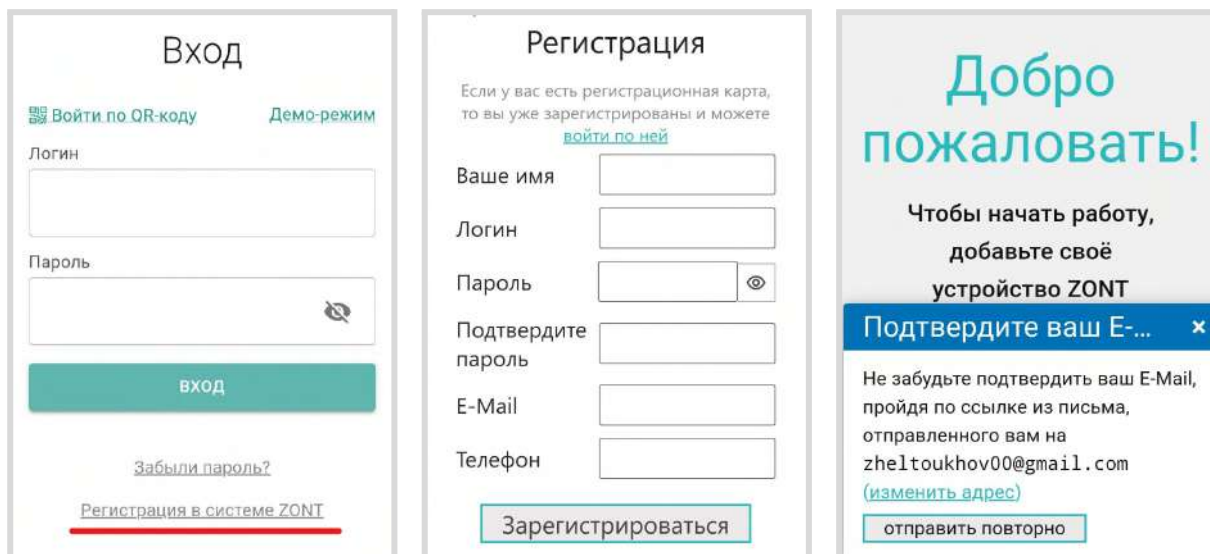 Вход
Войти по QR-коду
Демо-режим
Логин
Пароль
ВХОД
Забыли пароль?
Регистрация в системе ZONT
Регистрация
Если у вас есть регистрационная карта,
то вы уже зарегистрированы и можете
войти по ней
Ваше имя
Логин
Пароль
Подтвердите
пароль
E-Mail
Телефон
Зарегистрироваться
Добро
пожаловать!
Чтобы начать работу,
добавьте своё
устройство ZONT
Подтвердите ваш E-... ×
Не забудьте подтвердить ваш E-Mail,
пройдя по ссылке из письма,
отправленного вам на
zheltoukhov00@gmail.com
(изменить адрес)
отправить повторно